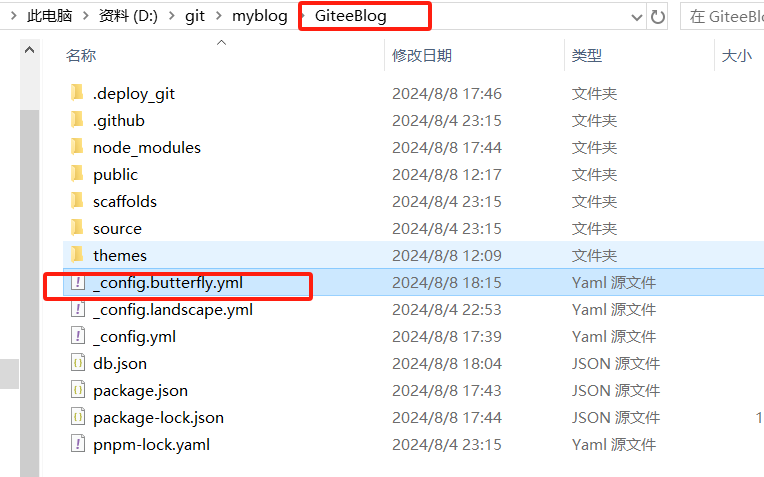 此电脑 资料 (D:) git myblog GiteeBlog 在 GiteeBlo
名称 修改日期 类型 大小
.deploy_git 2024/8/8 17:46 文件夹
.github 2024/8/4 23:15 文件夹
node_modules 2024/8/8 17:44 文件夹
public 2024/8/8 12:17 文件夹
scaffolds 2024/8/4 23:15 文件夹
source 2024/8/4 23:15 文件夹
themes 2024/8/8 12:09 文件夹
_config.butterfly.yml 2024/8/8 18:15 Yaml 源文件
_config.landscape.yml 2024/8/4 22:53 Yaml 源文件
_config.yml 2024/8/8 17:39 Yaml 源文件
db.json 2024/8/8 18:04 JSON 源文件
package.json 2024/8/8 17:43 JSON 源文件
package-lock.json 2024/8/8 17:44 JSON 源文件 1
pnpm-lock.yaml 2024/8/4 23:15 Yaml 源文件